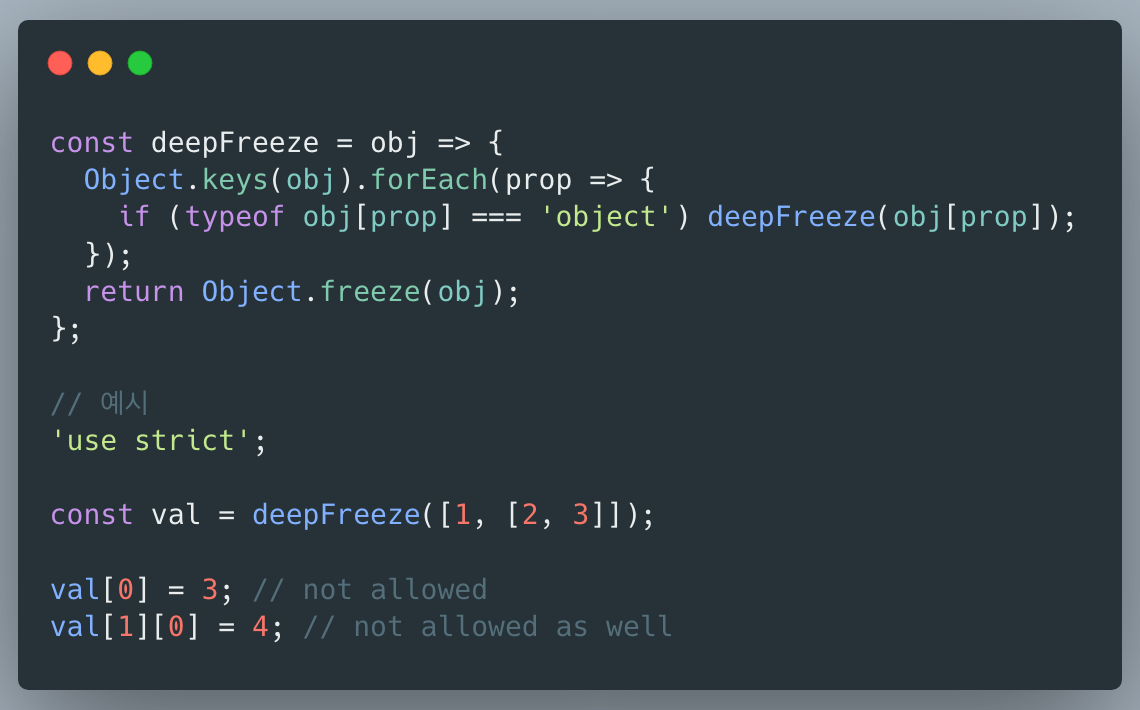 const deepFreeze = obj => {
  Object.keys(obj).forEach(prop => {
    if (typeof obj[prop] === 'object') deepFreeze(obj[prop]);
  });
  return Object.freeze(obj);
};

// 예시
'use strict';

const val = deepFreeze([1, [2, 3]]);

val[0] = 3; // not allowed
val[1][0] = 4; // not allowed as well